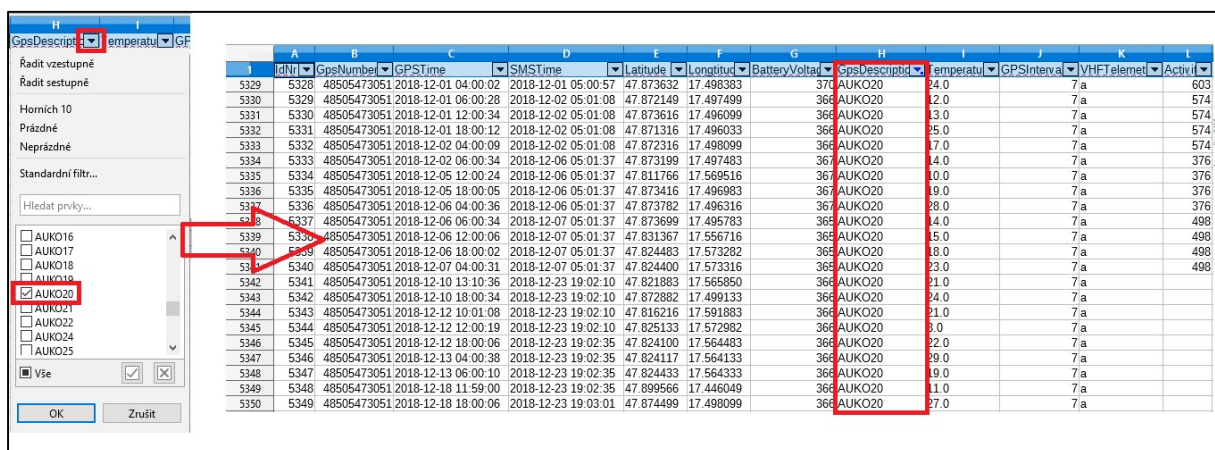 H I
GpsDescripti Temperatu GP
Řadit vzestupně
Řadit sestupně
Horních 10
Prázdné
Neprázdné
Standardní filtr...
Hledat prvky...
AUKO16
AUKO17
AUKO18
AUKO19
AUKO20
AUKO21
AUKO22
AUKO24
AUKO25
Vše
OK Zrušit
A B C D E F G H I J K L
1 IdNr GpsNumber GPSTime SMSTime Latitude Longtitud BatteryVoltag GpsDescriptio Temperatu GPSInterva VHFTelemet Activit
5329 5328 48505473051 2018-12-01 04:00:02 2018-12-01 05:00:57 47.873632 17.498383 370 AUKO20 24.0 7 a 603
5330 5329 48505473051 2018-12-01 06:00:28 2018-12-02 05:01:08 47.872149 17.497499 366 AUKO20 12.0 7 a 574
5331 5330 48505473051 2018-12-01 12:00:34 2018-12-02 05:01:08 47.873616 17.496099 366 AUKO20 13.0 7 a 574
5332 5331 48505473051 2018-12-01 18:00:12 2018-12-02 05:01:08 47.871316 17.496033 366 AUKO20 25.0 7 a 574
5333 5332 48505473051 2018-12-02 04:00:09 2018-12-02 05:01:08 47.872316 17.498099 366 AUKO20 17.0 7 a 574
5334 5333 48505473051 2018-12-02 06:00:34 2018-12-06 05:01:37 47.873199 17.497483 367 AUKO20 14.0 7 a 376
5335 5334 48505473051 2018-12-05 12:00:24 2018-12-06 05:01:37 47.811766 17.569516 367 AUKO20 10.0 7 a 376
5336 5335 48505473051 2018-12-05 18:00:05 2018-12-06 05:01:37 47.873416 17.496983 367 AUKO20 19.0 7 a 376
5337 5336 48505473051 2018-12-06 04:00:36 2018-12-06 05:01:37 47.873782 17.496316 367 AUKO20 28.0 7 a 376
5338 5337 48505473051 2018-12-06 06:00:34 2018-12-07 05:01:37 47.873699 17.495783 365 AUKO20 14.0 7 a 498
5339 5338 48505473051 2018-12-06 12:00:06 2018-12-07 05:01:37 47.831367 17.556716 365 AUKO20 15.0 7 a 498
5340 5339 48505473051 2018-12-06 18:00:02 2018-12-07 05:01:37 47.824483 17.573282 365 AUKO20 18.0 7 a 498
5341 5340 48505473051 2018-12-07 04:00:31 2018-12-07 05:01:37 47.824400 17.573316 365 AUKO20 23.0 7 a 498
5342 5341 48505473051 2018-12-10 13:10:36 2018-12-23 19:02:10 47.821883 17.565850 366 AUKO20 21.0 7 a
5343 5342 48505473051 2018-12-10 18:00:34 2018-12-23 19:02:10 47.872882 17.499133 366 AUKO20 24.0 7 a
5344 5343 48505473051 2018-12-12 10:01:08 2018-12-23 19:02:10 47.816216 17.591883 366 AUKO20 21.0 7 a
5345 5344 48505473051 2018-12-12 12:00:19 2018-12-23 19:02:10 47.825133 17.572982 366 AUKO20 3.0 7 a
5346 5345 48505473051 2018-12-12 18:00:06 2018-12-23 19:02:35 47.824100 17.564483 366 AUKO20 22.0 7 a
5347 5346 48505473051 2018-12-13 04:00:38 2018-12-23 19:02:35 47.824117 17.564133 366 AUKO20 29.0 7 a
5348 5347 48505473051 2018-12-13 06:00:10 2018-12-23 19:02:35 47.824433 17.564333 366 AUKO20 19.0 7 a
5349 5348 48505473051 2018-12-18 11:59:00 2018-12-23 19:02:35 47.899566 17.446049 366 AUKO20 11.0 7 a
5350 5349 48505473051 2018-12-18 18:00:06 2018-12-23 19:03:01 47.874499 17.498099 366 AUKO20 27.0 7 a